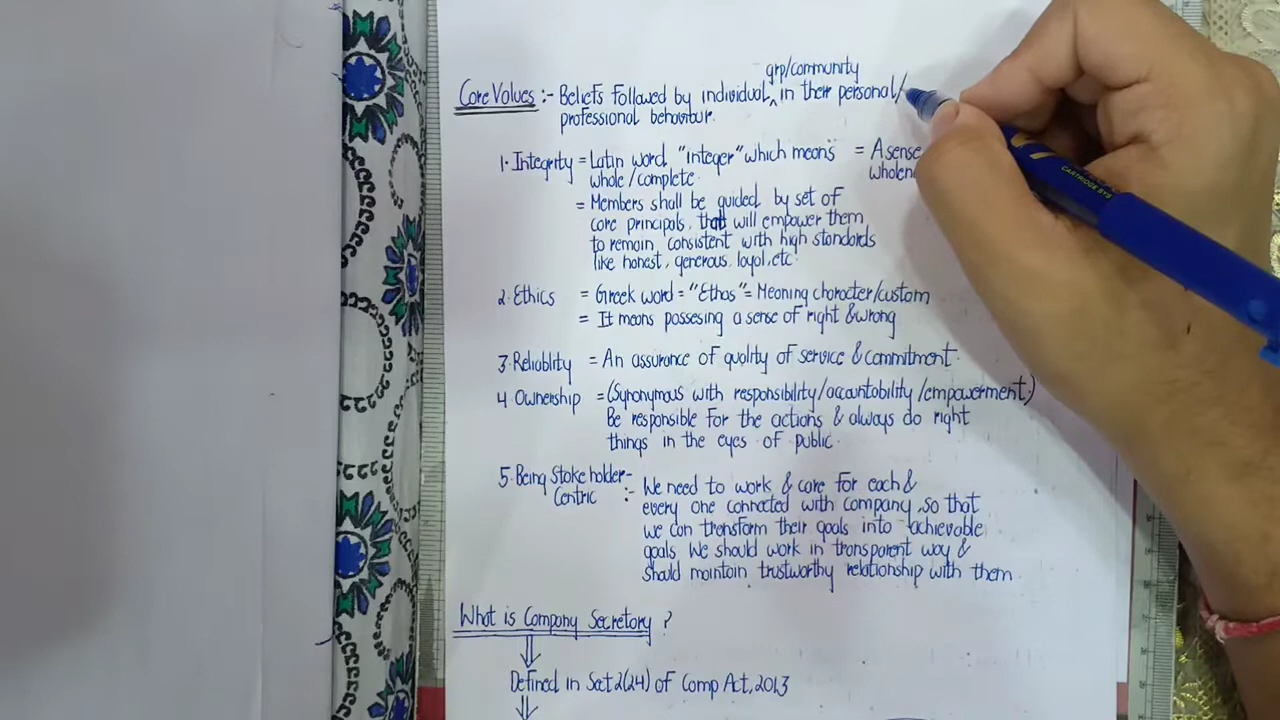 grp/community
Core Values :- Beliefs followed by individual ^ in their personal/
professional behaviour.
1. Integrity = Latin word "integer" which means = A sense
whole/complete. 
= Members shall be guided by set of
core principals, that will empower them
to remain consistent with high standards
like honest, generous, loyal, etc
2. Ethics = Greek word = "Ethos" = Meaning character/custom
= It means possesing a sense of right & wrong
3. Reliablity = An assurance of quality of service & commitment.
4 Ownership = (Synonymous with responsibility/accountability/empowerment)
Be responsible for the actions & always do right
things in the eyes of public.
5. Being Stake holder-
Centric :- We need to work & care for each &
every one connected with company, so that
we can transform their goals into achievable
goals We should work in transparent way &
should maintain trustworthy relationship with them.
What is Company Secretary ?
Defined in Sect 2(24) of Comp Act, 2013